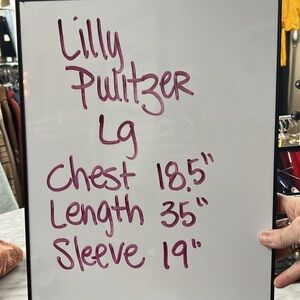 Lilly
Pulitzer
Lg
Chest 18.5"
Length 35"
Sleeve 19"